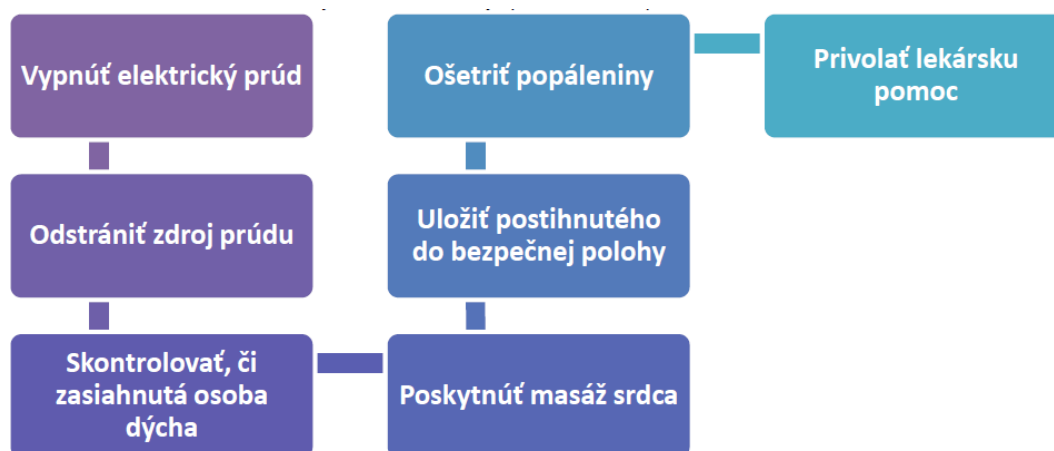 Vypnúť elektrický prúd
Odstrániť zdroj prúdu
Skontrolovať, či
zasiahnutá osoba
dýcha
Poskytnúť masáž srdca
Uložiť postihnutého
do bezpečnej polohy
Ošetriť popáleniny
Privolať lekársku
pomoc